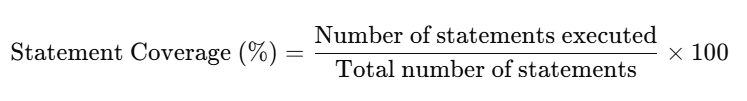 Statement Coverage (%) = Number of statements executed / Total number of statements × 100